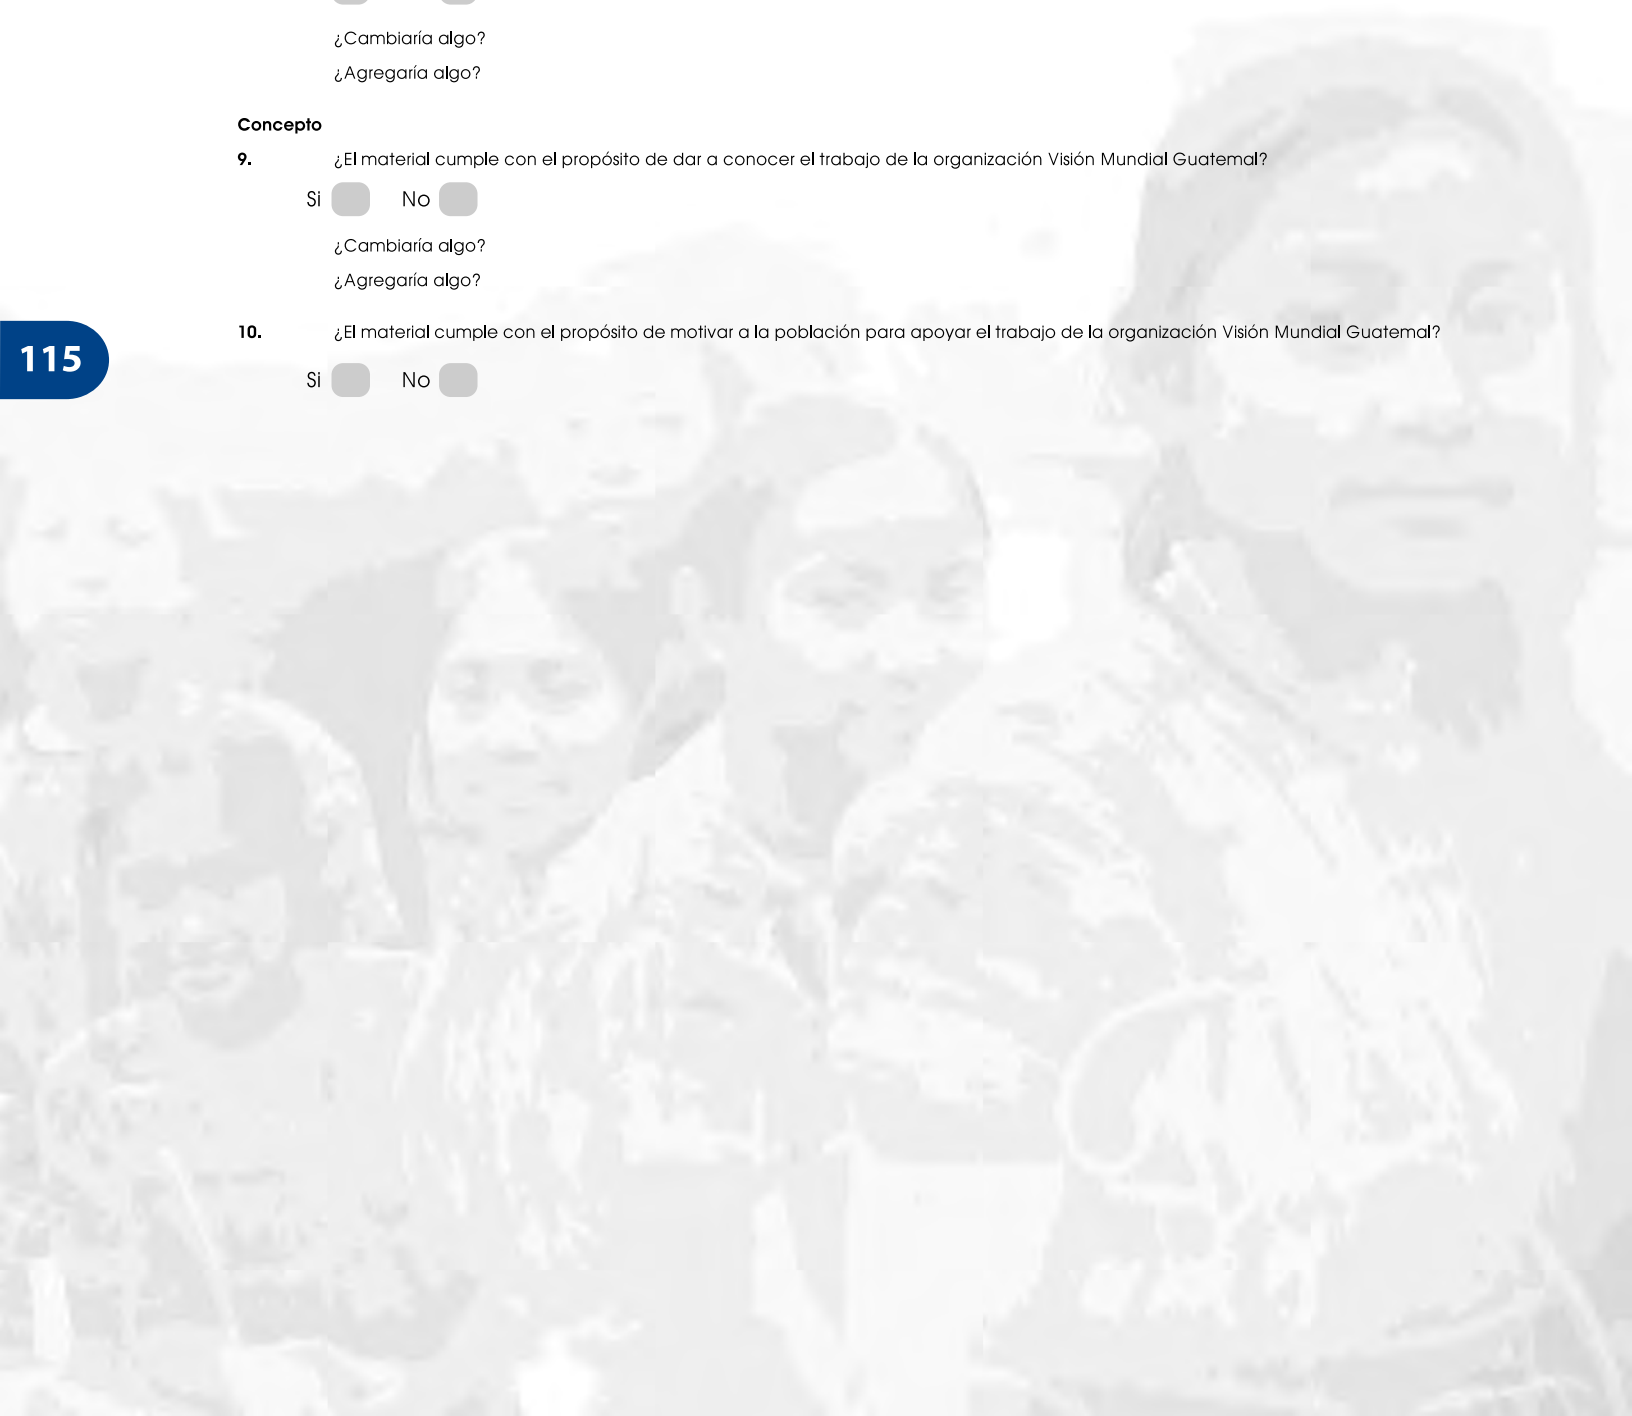 ¿Cambiaría algo?
¿Agregaría algo?
Concepto
9. ¿El material cumple con el propósito de dar a conocer el trabajo de la organización Visión Mundial Guatemal?
Si No
¿Cambiaría algo?
¿Agregaría algo?
10. ¿El material cumple con el propósito de motivar a la población para apoyar el trabajo de la organización Visión Mundial Guatemal?
115
Si No